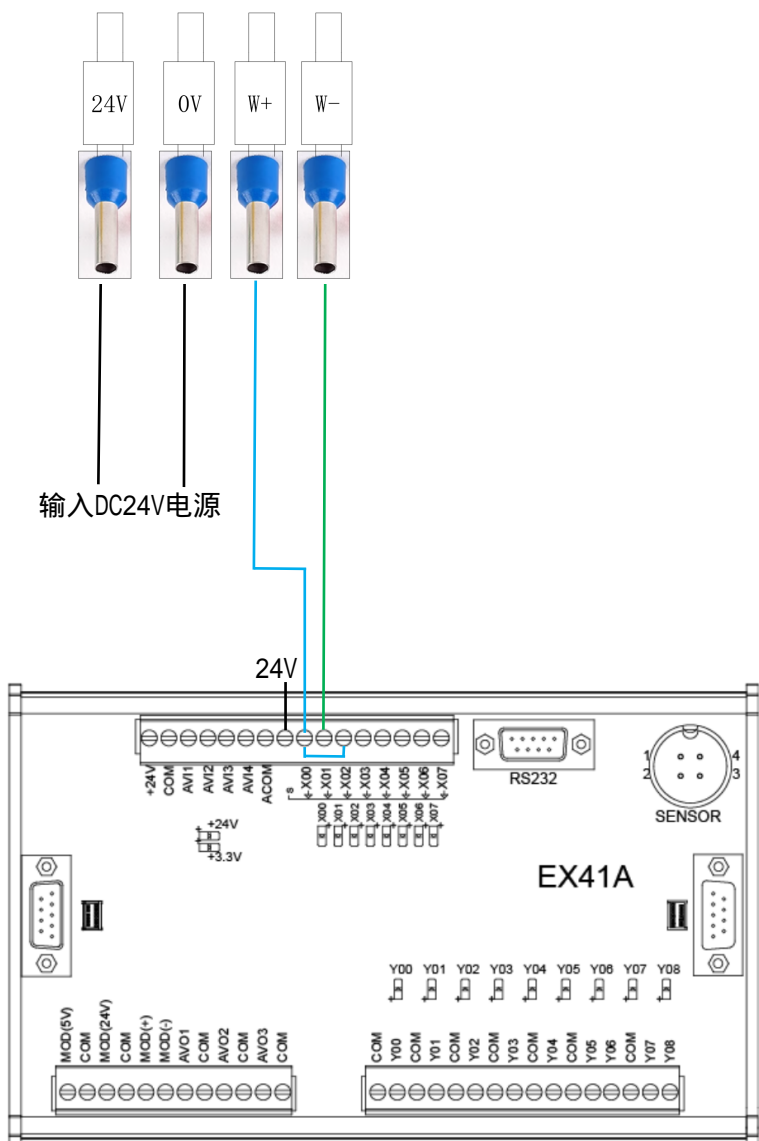 24V 0V W+ W-
输入DC24V电源
24V
+24V COM AVI1 AVI2 AVI3 AVI4 ACOM s X00 X01 X02 X03 X04 X05 X06 X07
RS232
1 4
2 3
SENSOR
X00 X01 X02 X03 X04 X05 X06 X07
+24V
+3.3V
EX41A
Y00 Y01 Y02 Y03 Y04 Y05 Y06 Y07 Y08
MOD(5V) COM MOD(24V) COM MOD(+) MOD(-) AVO1 COM AVO2 COM AVO3 COM
COM Y00 COM Y01 COM Y02 COM Y03 COM Y04 COM Y05 Y06 COM Y07 Y08